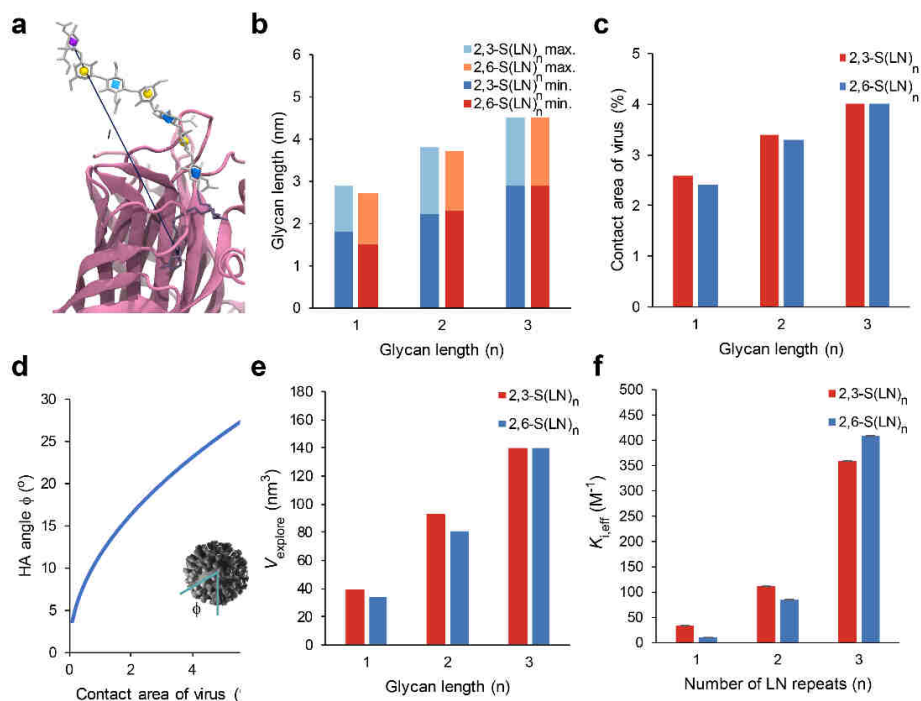 a
l
b
2,3-S(LN)n max.
2,6-S(LN)n max.
2,3-S(LN)n min.
2,6-S(LN)n min.
Glycan length (nm)
6
5
4
3
2
1
0
1 2 3
Glycan length (n)
c
2,3-S(LN)n
2,6-S(LN)n
Contact area of virus (%)
6
5
4
3
2
1
0
1 2 3
Glycan length (n)
d
HA angle ϕ (º)
30
25
20
15
10
5
0
ϕ
0 2 4
Contact area of virus (
e
2,3-S(LN)n
2,6-S(LN)n
Vexplore (nm³)
180
160
140
120
100
80
60
40
20
0
1 2 3
Glycan length (n)
f
2,3-S(LN)n
2,6-S(LN)n
Ki,eff (M⁻¹)
500
450
400
350
300
250
200
150
100
50
0
1 2 3
Number of LN repeats (n)